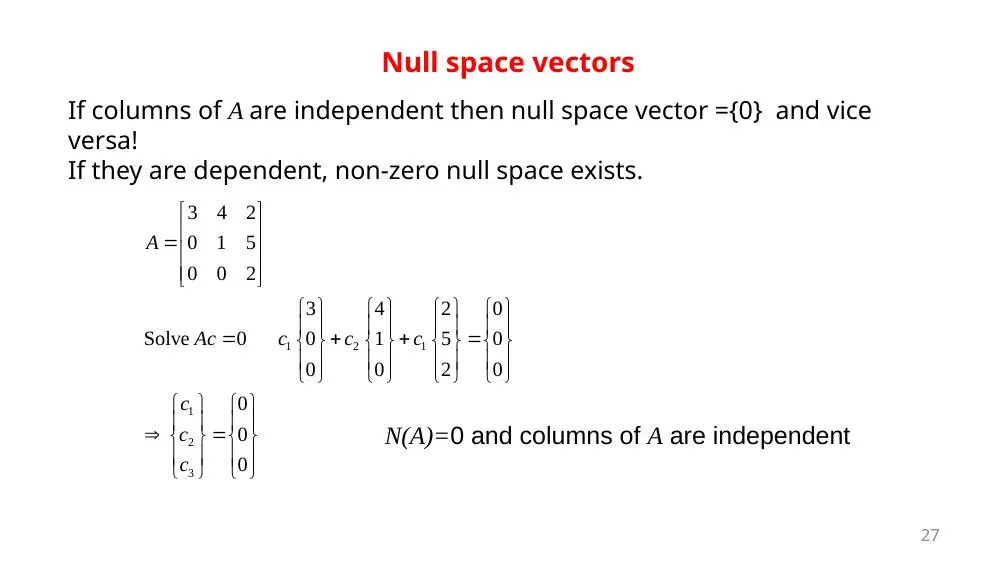 Null space vectors
If columns of A are independent then null space vector ={0} and vice
versa!
If they are dependent, non-zero null space exists.
3 4 2
A = 0 1 5
0 0 2
3 4 2 0
Solve Ac =0 c1 0 + c2 1 + c1 5 = 0
0 0 2 0
c1 0
⇒ c2 = 0 N(A)=0 and columns of A are independent
c3 0
27